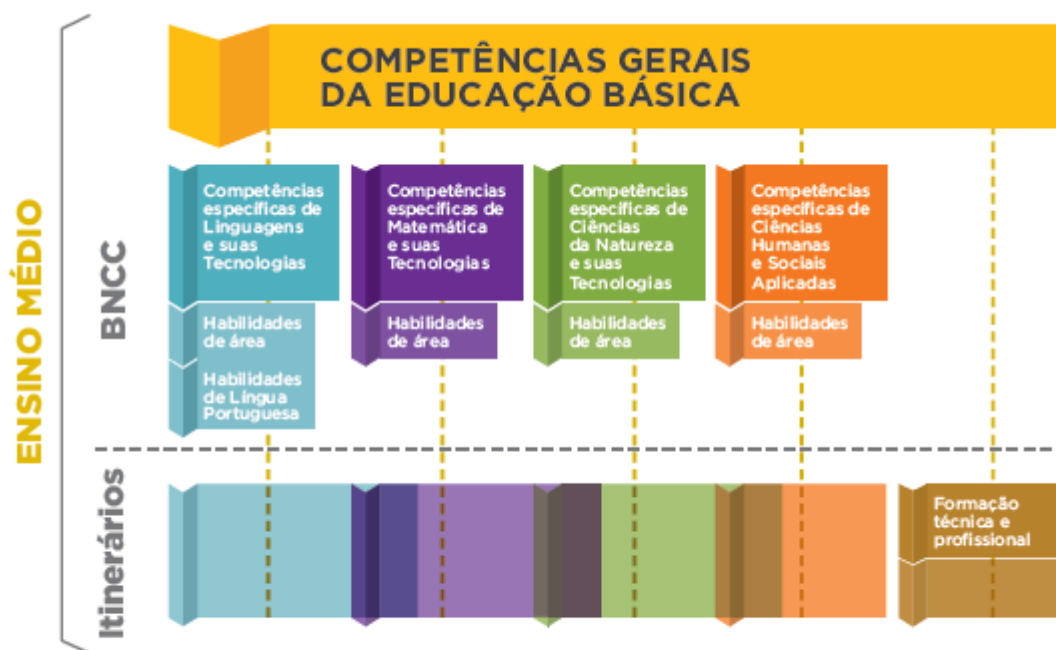 COMPETÊNCIAS GERAIS
DA EDUCAÇÃO BÁSICA
ENSINO MÉDIO
BNCC
Competências
específicas de
Linguagens
e suas
Tecnologias
Habilidades
de área
Habilidades
de Língua
Portuguesa
Competências
específicas de
Matemática
e suas
Tecnologias
Habilidades
de área
Competências
específicas de
Ciências
da Natureza
e suas
Tecnologias
Habilidades
de área
Competências
específicas de
Ciências
Humanas
e Sociais
Aplicadas
Habilidades
de área
Itinerários
Formação
técnica e
profissional